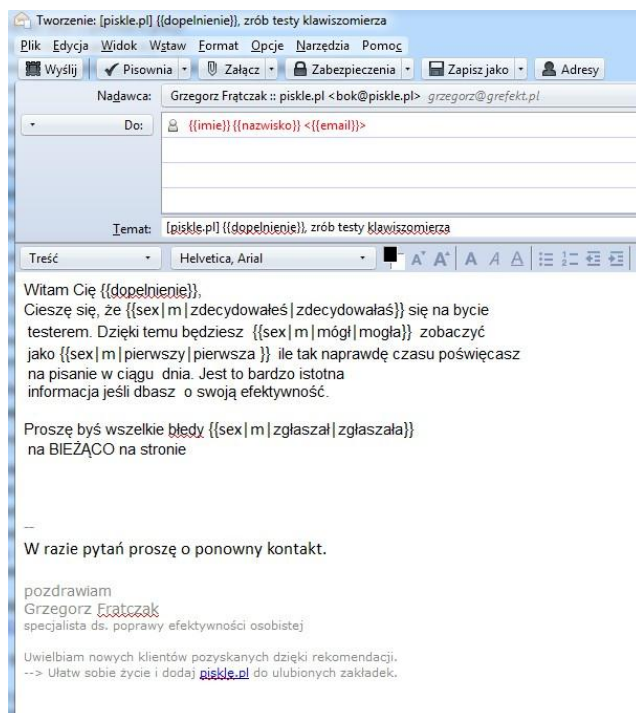 Tworzenie: [piskle.pl] {{dopelnienie}}, zrób testy klawiszomierza
Plik Edycja Widok Wstaw Format Opcje Narzędzia Pomoc
Wyślij Pisownia Załącz Zabezpieczenia Zapisz jako Adresy
Nadawca: Grzegorz Frątczak :: piskle.pl <bok@piskle.pl> grzegorz@grefekt.pl
Do: {{imie}} {{nazwisko}} <{{email}}>
Temat: [piskle.pl] {{dopelnienie}}, zrób testy klawiszomierza
Treść Helvetica, Arial
Witam Cię {{dopelnienie}},
Cieszę się, że {{sex|m|zdecydowałeś|zdecydowałaś}} się na bycie
testerem. Dzięki temu będziesz {{sex|m|mógł|mogła}} zobaczyć
jako {{sex|m|pierwszy|pierwsza }} ile tak naprawdę czasu poświęcasz
na pisanie w ciągu dnia. Jest to bardzo istotna
informacja jeśli dbasz o swoją efektywność.
Proszę byś wszelkie błędy {{sex|m|zgłaszał|zgłaszała}}
na BIEŻĄCO na stronie
--
W razie pytań proszę o ponowny kontakt.
pozdrawiam
Grzegorz Frątczak
specjalista ds. poprawy efektywności osobistej
Uwielbiam nowych klientów pozyskanych dzięki rekomendacji.
--> Ułatw sobie życie i dodaj piskle.pl do ulubionych zakładek.